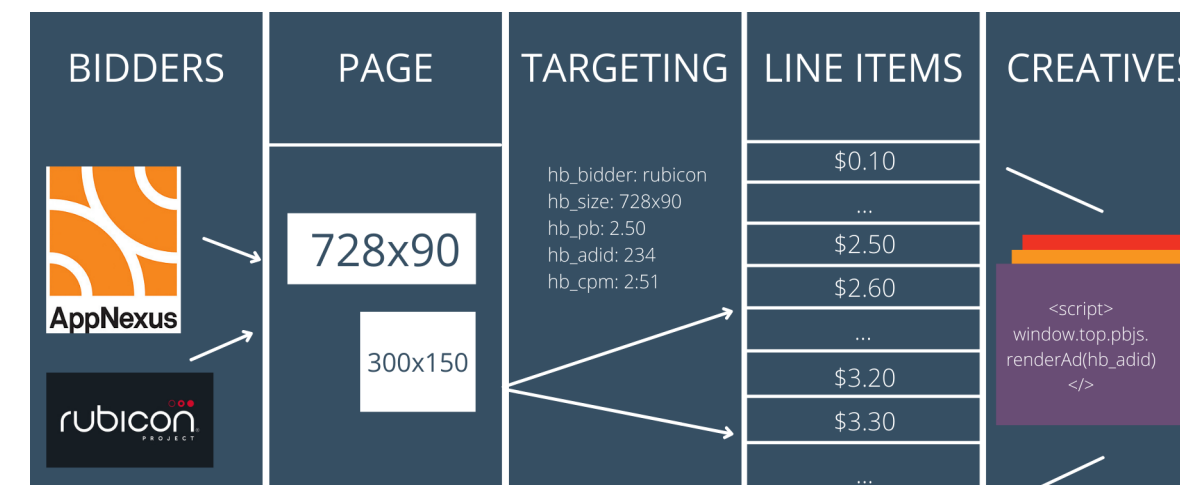 BIDDERS
PAGE
TARGETING
LINE ITEMS
CREATIVES
AppNexus
rubicon
PROJECT
728x90
300x150
hb_bidder: rubicon
hb_size: 728x90
hb_pb: 2.50
hb_adid: 234
hb_cpm: 2:51
$0.10
...
$2.50
$2.60
...
$3.20
$3.30
...
<script>
window.top.pbjs.
renderAd(hb_adid)
</>